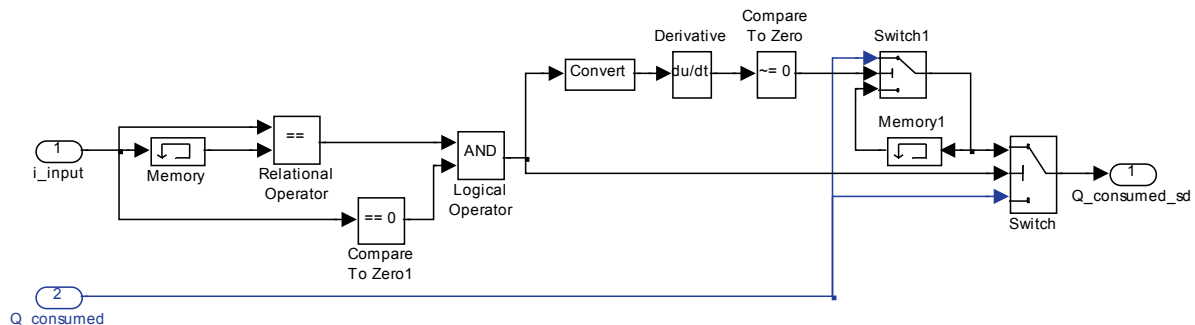 Compare
To Zero
Derivative
Switch1
Convert
du/dt
~= 0
Memory1
1
i_input
==
Memory
Relational
Operator
AND
Logical
Operator
1
Q_consumed_sd
== 0
Switch
Compare
To Zero1
2
Q_consumed